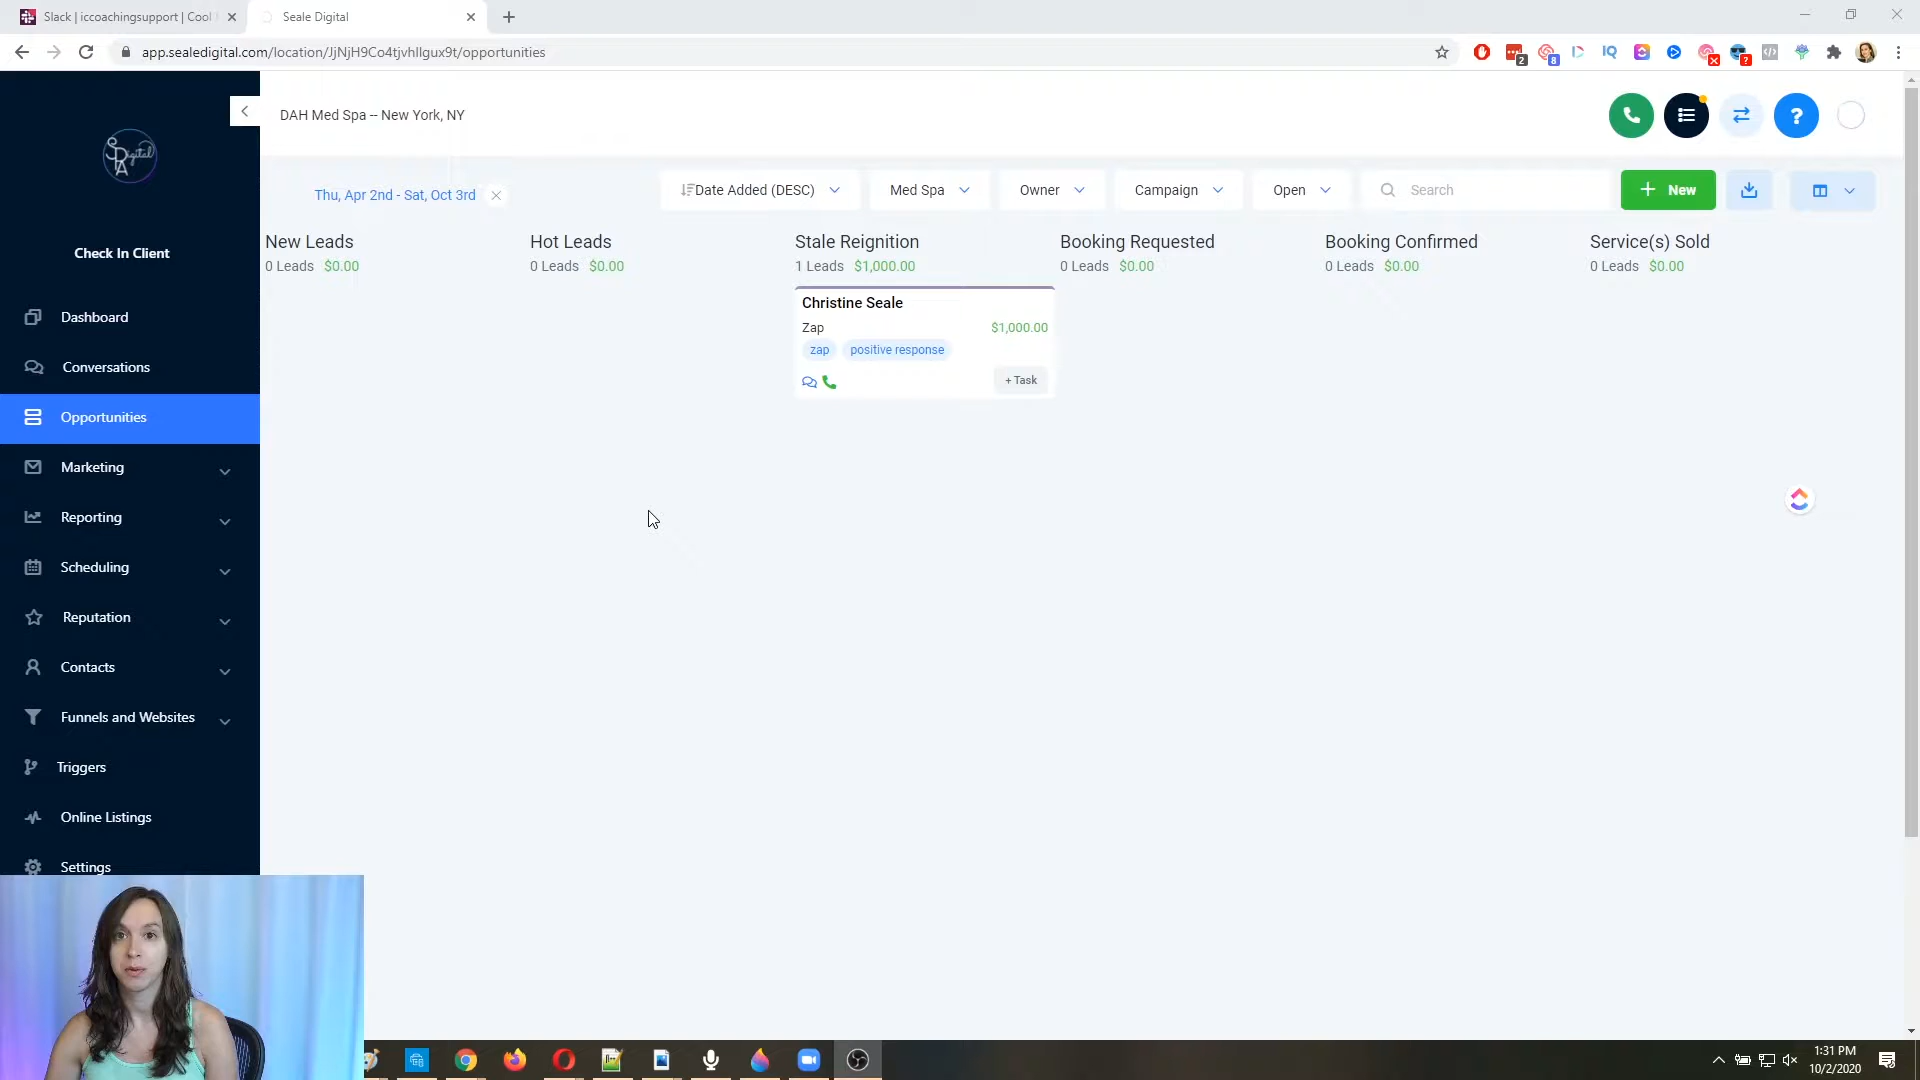 Slack | iccoachingsupport | Cool
Seale Digital
app.sealedigital.com/location/JjNjH9Co4tjvhIlgux9t/opportunities
2
8
?
DAH Med Spa -- New York, NY
?
Digital
SPA
Check In Client
Dashboard
Conversations
Opportunities
Marketing
Reporting
Scheduling
Reputation
Contacts
Funnels and Websites
Triggers
Online Listings
Settings
Thu, Apr 2nd - Sat, Oct 3rd
Date Added (DESC)
Med Spa
Owner
Campaign
Open
Search
+ New
New Leads
0 Leads $0.00
Hot Leads
0 Leads $0.00
Stale Reignition
1 Leads $1,000.00
Booking Requested
0 Leads $0.00
Booking Confirmed
0 Leads $0.00
Service(s) Sold
0 Leads $0.00
Christine Seale
Zap $1,000.00
zap positive response
+ Task
1:31 PM
10/2/2020